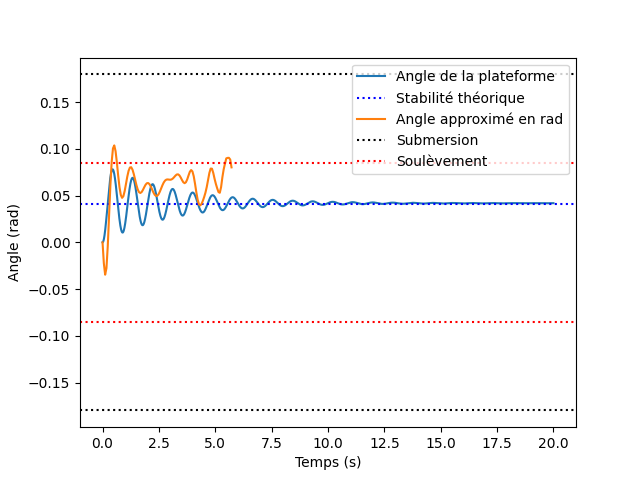 Angle de la plateforme
Stabilité théorique
Angle approximé en rad
Submersion
Soulèvement
0.15
0.10
0.05
0.00
−0.05
−0.10
−0.15
Angle (rad)
0.0 2.5 5.0 7.5 10.0 12.5 15.0 17.5 20.0
Temps (s)